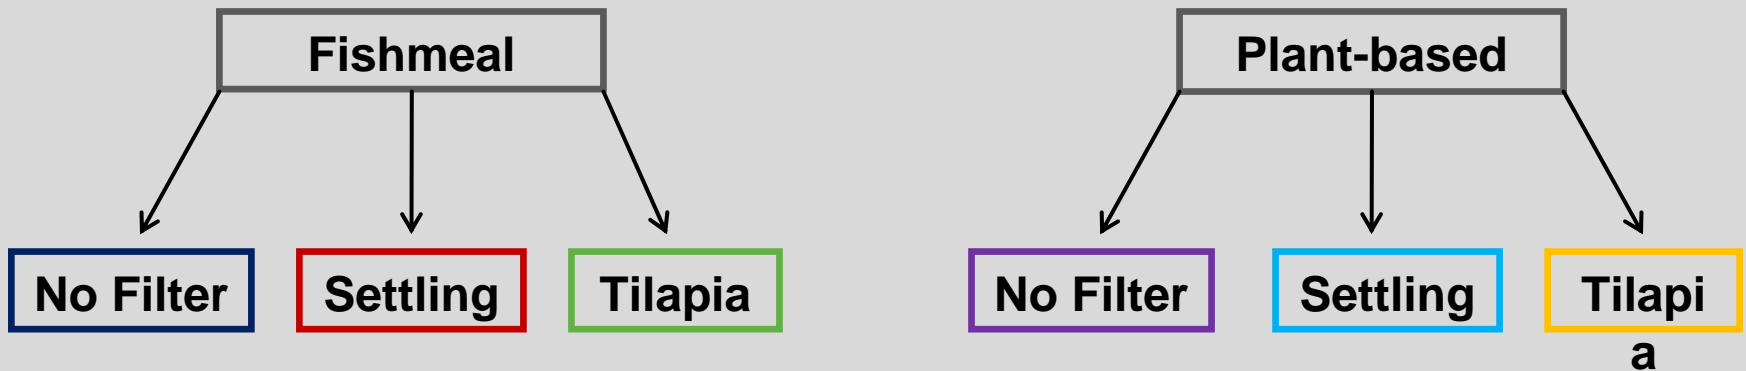 Fishmeal
Plant-based
No Filter
Settling
Tilapia
No Filter
Settling
Tilapi
a